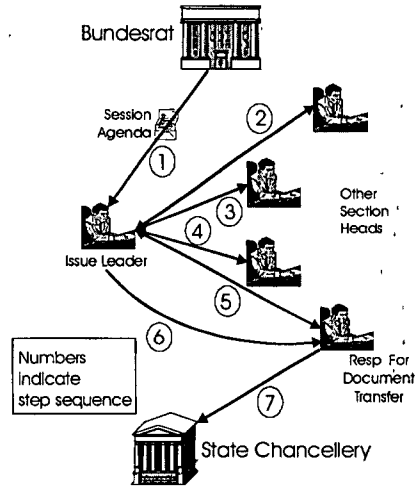 Bundesrat
Session
Agenda
1
2
3
4
5
6
7
Issue Leader
Other
Section
Heads
Numbers
indicate
step sequence
Resp For
Document
Transfer
State Chancellery